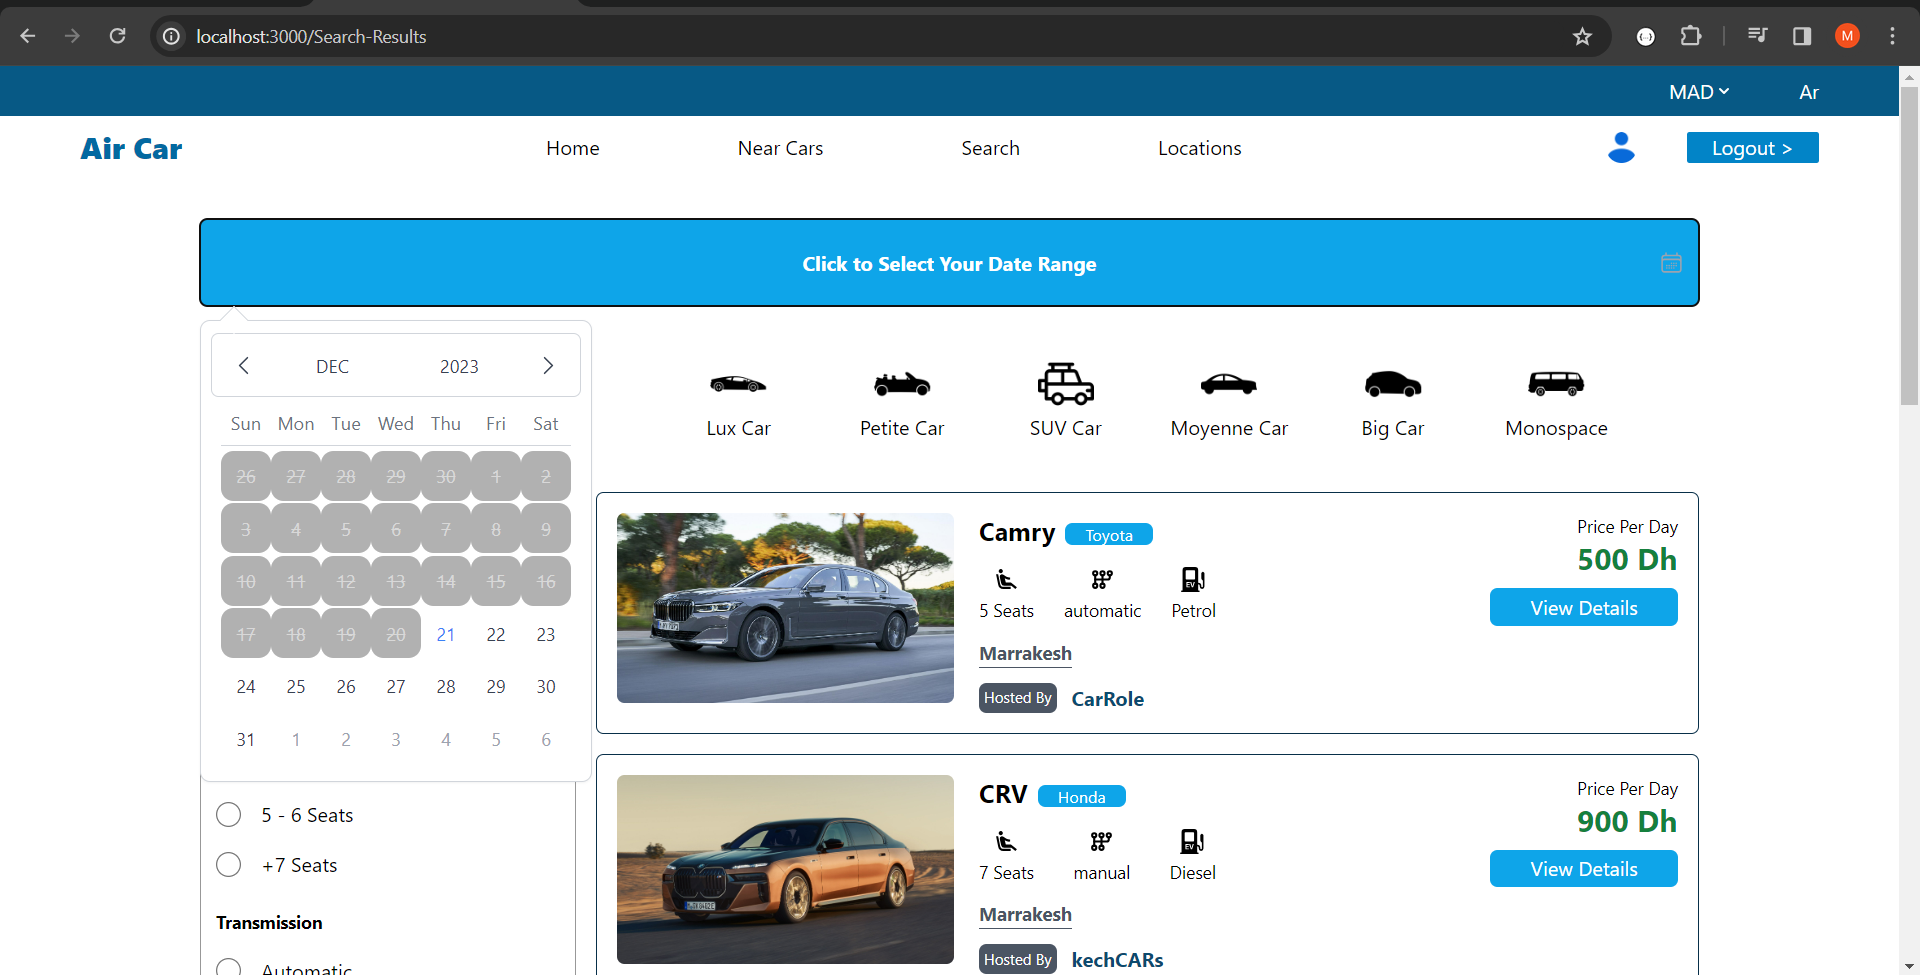 localhost:3000/Search-Results
M
MAD Ar
Air Car Home Near Cars Search Locations Logout >
Click to Select Your Date Range
DEC 2023
Sun Mon Tue Wed Thu Fri Sat
26 27 28 29 30 1 2
3 4 5 6 7 8 9
10 11 12 13 14 15 16
17 18 19 20 21 22 23
24 25 26 27 28 29 30
31 1 2 3 4 5 6
5 - 6 Seats
+7 Seats
Transmission
Automatic
Lux Car Petite Car SUV Car Moyenne Car Big Car Monospace
Camry Toyota
5 Seats automatic Petrol
Marrakesh
Hosted By CarRole
Price Per Day
500 Dh
View Details
CRV Honda
7 Seats manual Diesel
Marrakesh
Hosted By kechCARs
Price Per Day
900 Dh
View Details